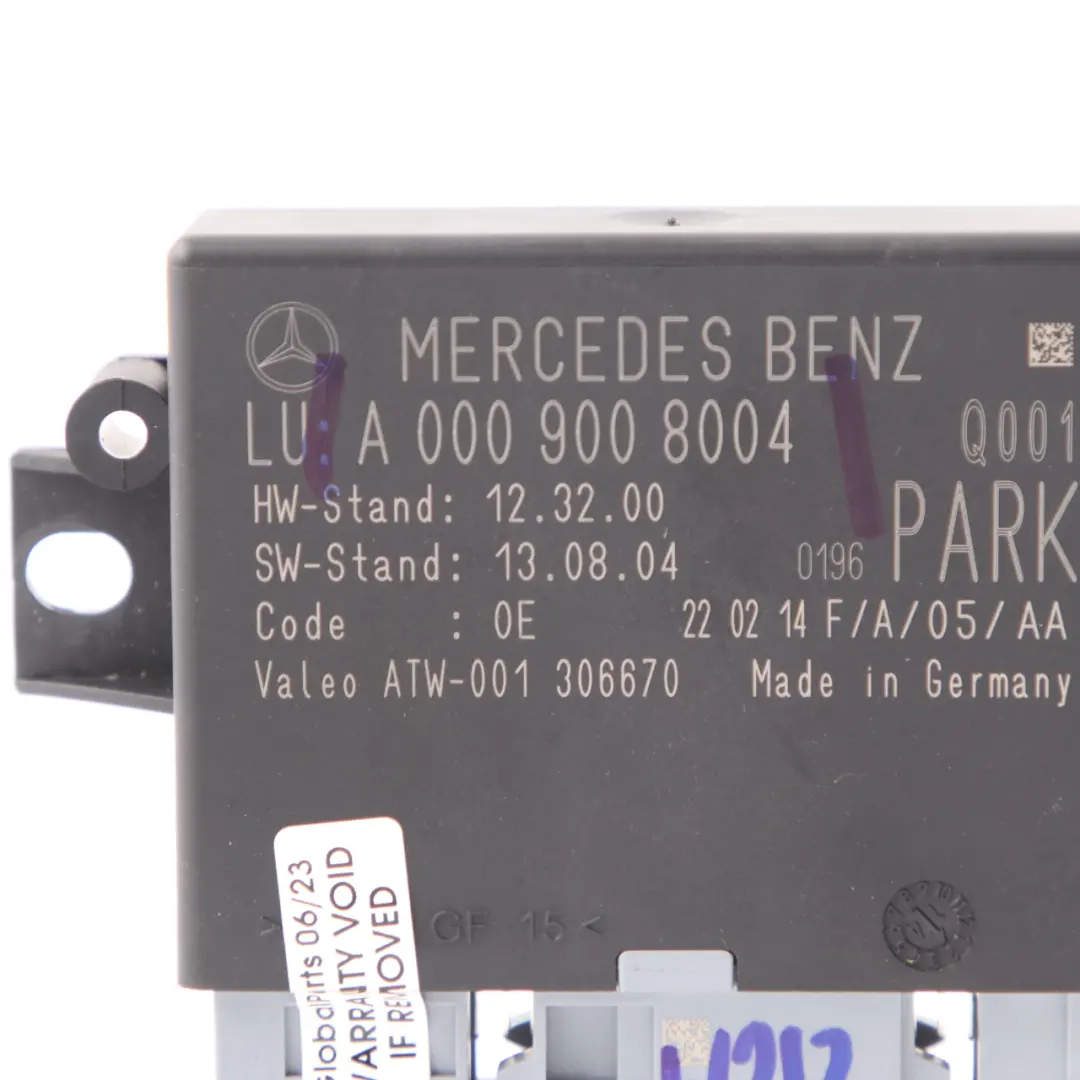 MERCEDES BENZ
LU: A 000 900 8004 Q001
HW-Stand: 12.32.00
SW-Stand: 13.08.04 0196 PARK
Code : 0E 22 02 14 F/A/05/AA
Valeo ATW-001 306670 Made in Germany
GF 15<
GlobalParts 06/23
WARRANTY VOID
IF REMOVED